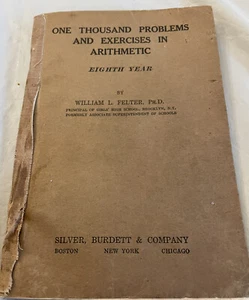 ONE THOUSAND PROBLEMS
AND EXERCISES IN
ARITHMETIC
EIGHTH YEAR
BY
WILLIAM L. FELTER, PH.D.
PRINCIPAL OF GIRLS' HIGH SCHOOL, BROOKLYN, N.Y.
FORMERLY ASSOCIATE SUPERINTENDENT OF SCHOOLS
SILVER, BURDETT & COMPANY
BOSTON NEW YORK CHICAGO